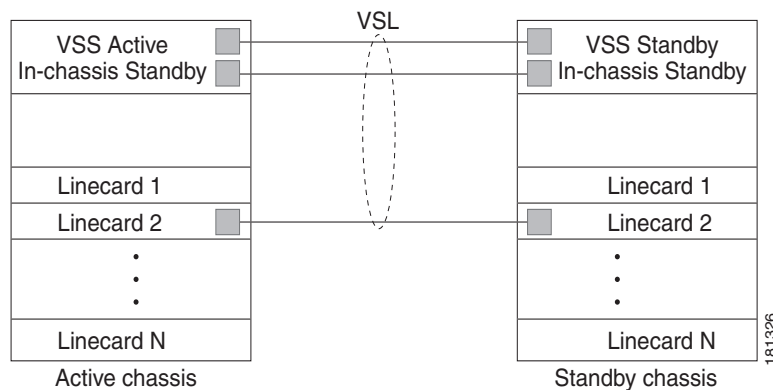 VSL
VSS Active
In-chassis Standby
Linecard 1
Linecard 2
Linecard N
Active chassis
VSS Standby
In-chassis Standby
Linecard 1
Linecard 2
Linecard N
Standby chassis
181326